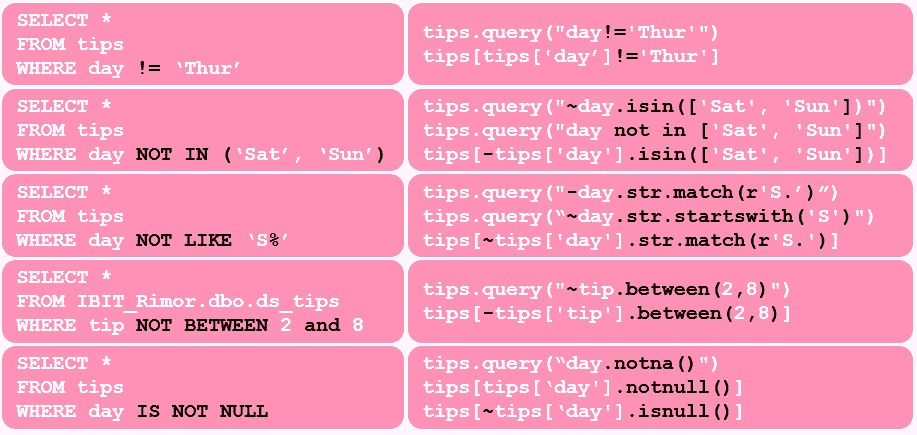 SELECT *
FROM tips
WHERE day != ‘Thur’
tips.query("day!='Thur'")
tips[tips['day’]!='Thur']
SELECT *
FROM tips
WHERE day NOT IN (‘Sat’, ‘Sun’)
tips.query("~day.isin(['Sat', 'Sun'])")
tips.query("day not in ['Sat', 'Sun']")
tips[-tips['day'].isin(['Sat', 'Sun'])]
SELECT *
FROM tips
WHERE day NOT LIKE ‘S%’
tips.query("-day.str.match(r'S.’)”)
tips.query(“~day.str.startswith('S')")
tips[~tips['day'].str.match(r'S.')]
SELECT *
FROM IBIT_Rimor.dbo.ds_tips
WHERE tip NOT BETWEEN 2 and 8
tips.query("~tip.between(2,8)")
tips[-tips['tip'].between(2,8)]
SELECT *
FROM tips
WHERE day IS NOT NULL
tips.query(“day.notna()")
tips[tips[‘day'].notnull()]
tips[~tips[‘day'].isnull()]